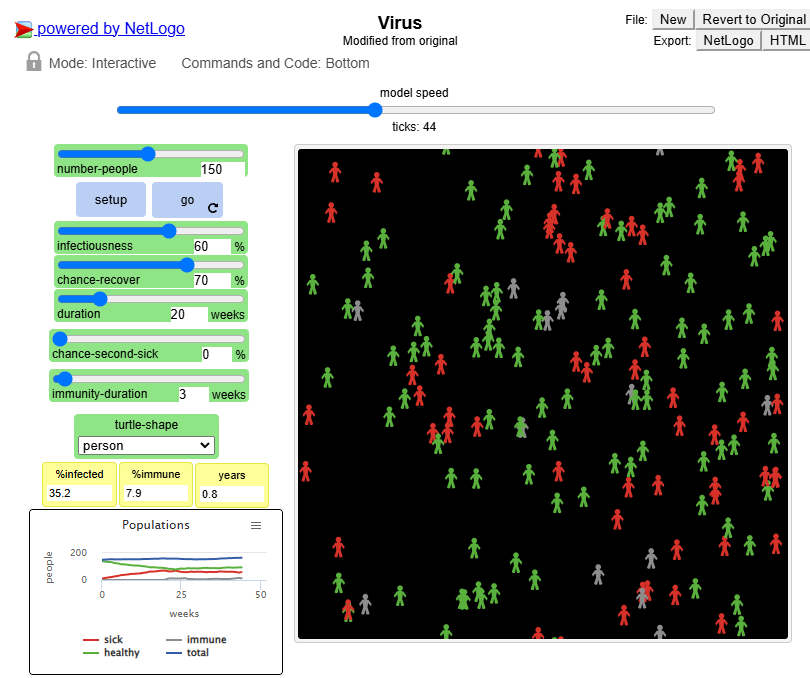 powered by NetLogo
Virus
Modified from original
File: New Revert to Original
Export: NetLogo HTML
Mode: Interactive Commands and Code: Bottom
model speed
ticks: 44
number-people 150
setup go
infectiousness 60 %
chance-recover 70 %
duration 20 weeks
chance-second-sick 0 %
immunity-duration 3 weeks
turtle-shape
person
%infected %immune years
35.2 7.9 0.8
Populations
people
200
0
0 25 50
weeks
sick immune
healthy total